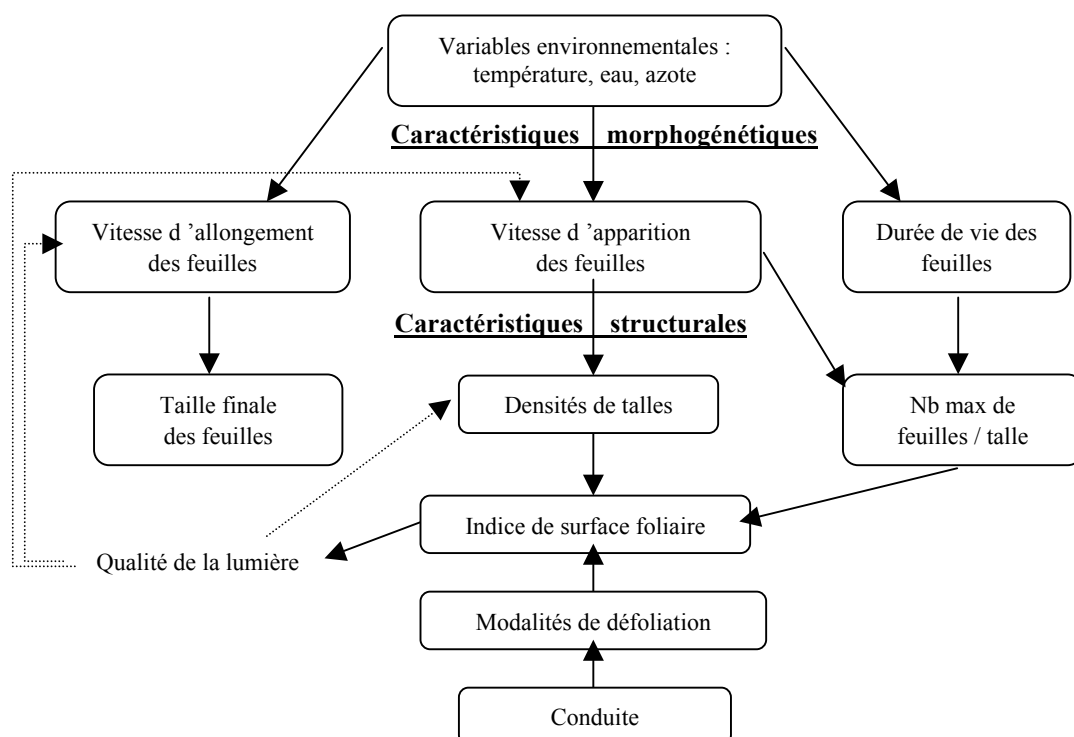 Variables environnementales :
température, eau, azote
Caractéristiques morphogénétiques
Vitesse d ’allongement
des feuilles
Vitesse d ’apparition
des feuilles
Durée de vie des
feuilles
Caractéristiques structurales
Taille finale
des feuilles
Densités de talles
Nb max de
feuilles / talle
Indice de surface foliaire
Qualité de la lumière
Modalités de défoliation
Conduite